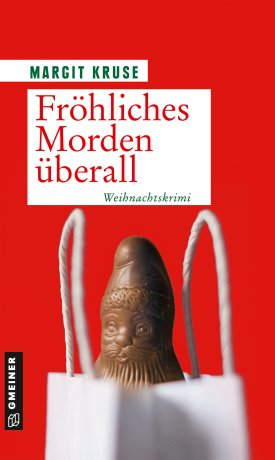 MARGIT KRUSE
Fröhliches
Morden
überall
Weihnachtskrimi
GMEINER